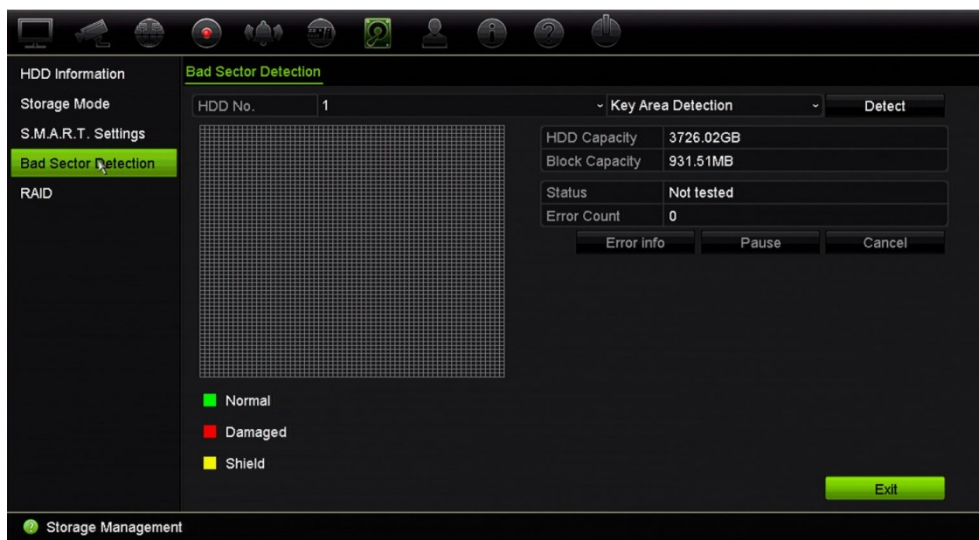 HDD Information
Storage Mode
S.M.A.R.T. Settings
Bad Sector Detection
RAID
Bad Sector Detection
HDD No. 1 Key Area Detection Detect
HDD Capacity 3726.02GB
Block Capacity 931.51MB
Status Not tested
Error Count 0
Error info Pause Cancel
Normal
Damaged
Shield
Exit
Storage Management